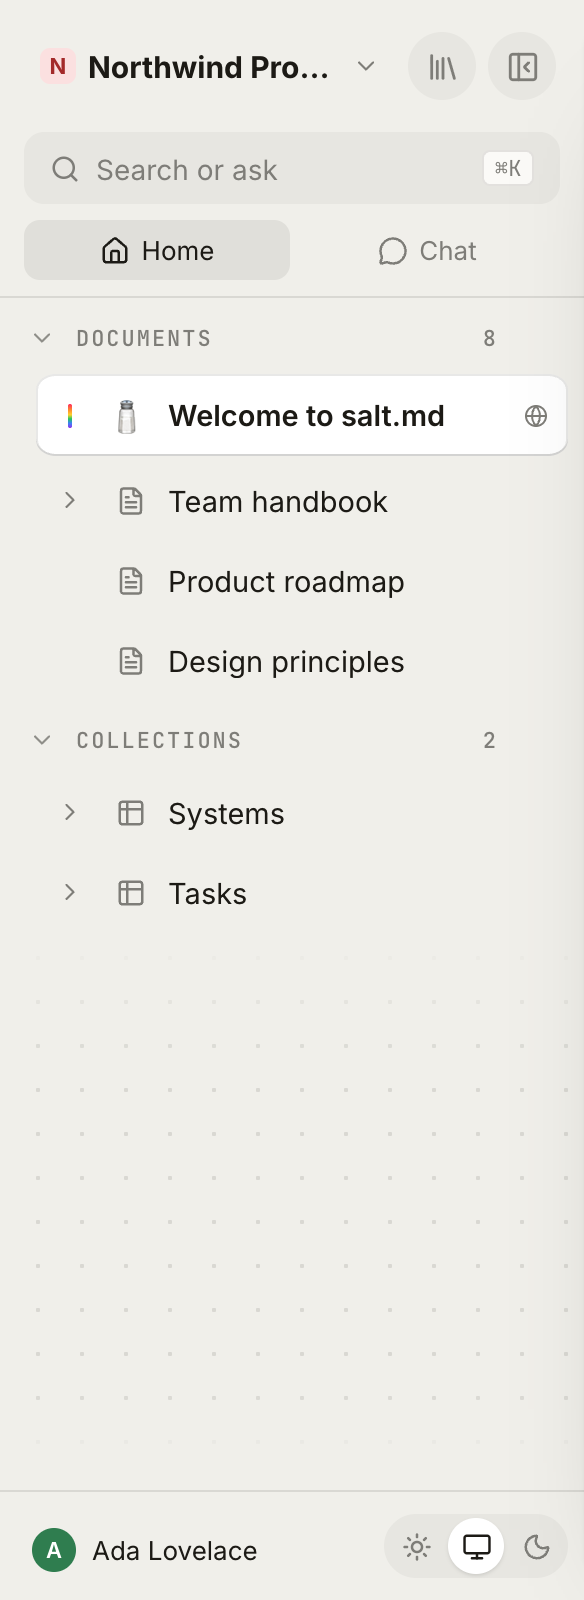 N Northwind Pro...
Search or ask ⌘K
Home Chat
DOCUMENTS 8
Welcome to salt.md
Team handbook
Product roadmap
Design principles
COLLECTIONS 2
Systems
Tasks
A Ada Lovelace